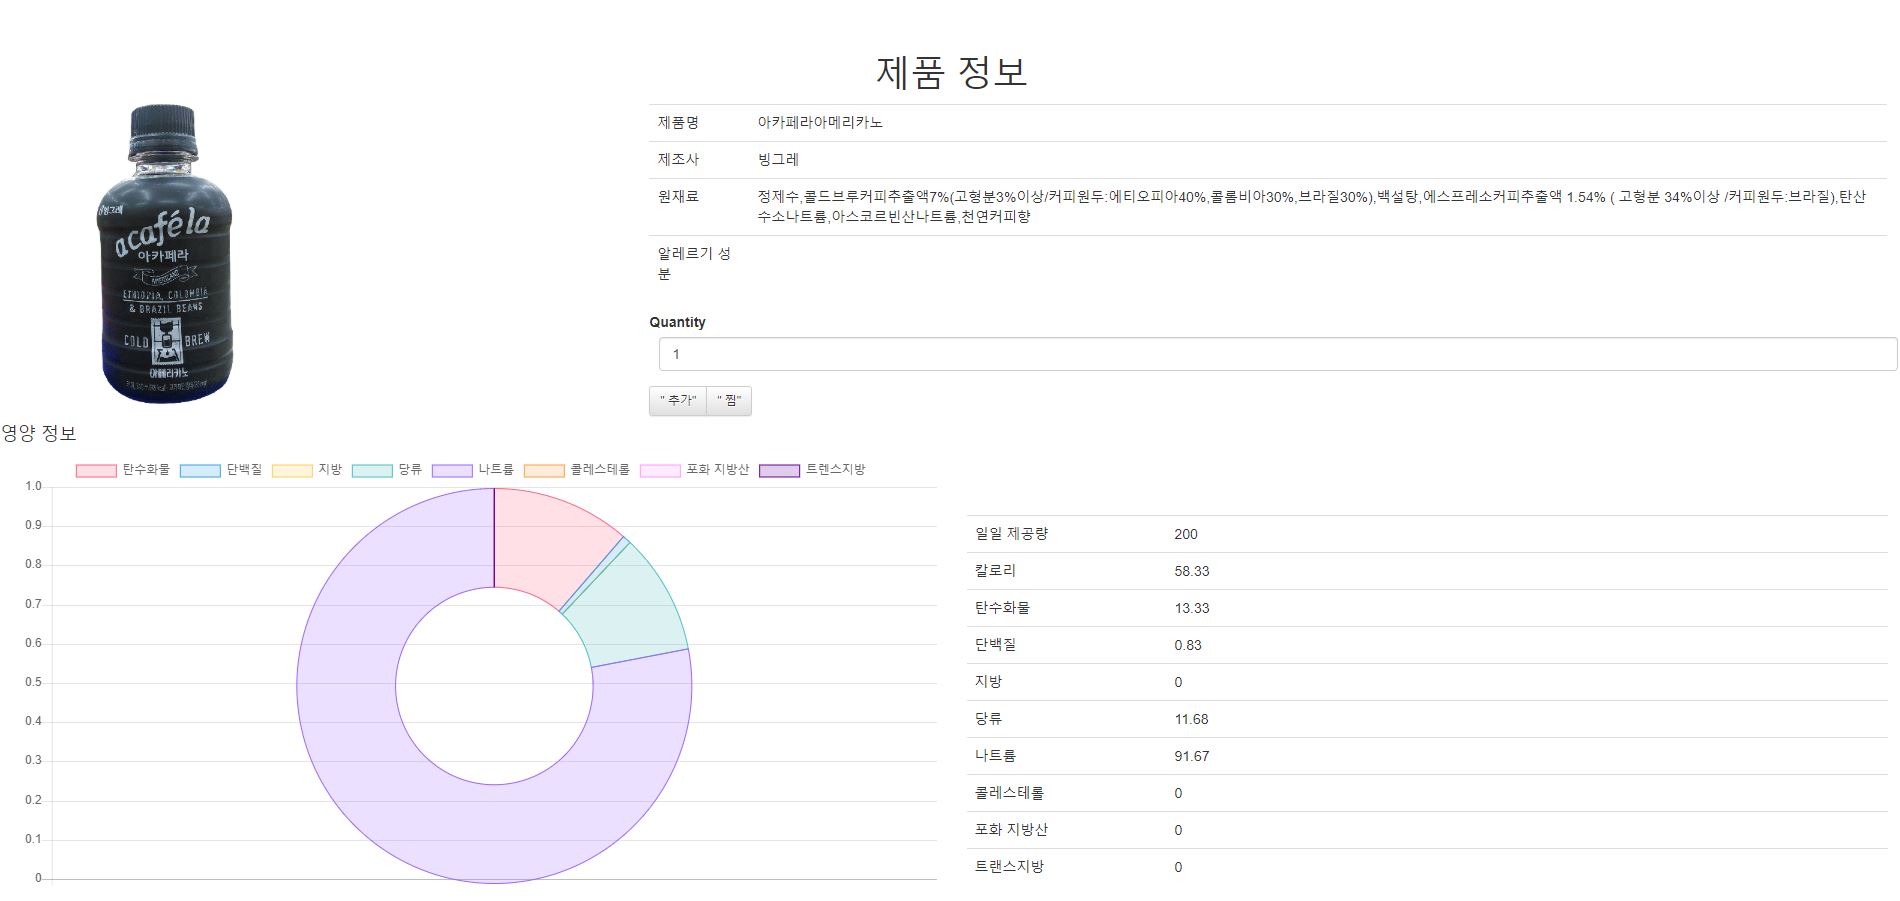 제품 정보
빙그레
acaféla
아카페라
AMERICANO
ETHIOPIA, COLOMBIA
& BRAZIL BEANS
COLD BREW
아메리카노
제품명 아카페라아메리카노
제조사 빙그레
원재료 정제수,콜드브루커피추출액7%(고형분3%이상/커피원두:에티오피아40%,콜롬비아30%,브라질30%),백설탕,에스프레소커피추출액 1.54% ( 고형분 34%이상 /커피원두:브라질),탄산
수소나트륨,아스코르빈산나트륨,천연커피향
알레르기 성
분
Quantity
1
" 추가" " 찜"
영양 정보
탄수화물 단백질 지방 당류 나트륨 콜레스테롤 포화 지방산 트렌스지방
1.0
0.9
0.8
0.7
0.6
0.5
0.4
0.3
0.2
0.1
0
일일 제공량 200
칼로리 58.33
탄수화물 13.33
단백질 0.83
지방 0
당류 11.68
나트륨 91.67
콜레스테롤 0
포화 지방산 0
트랜스지방 0